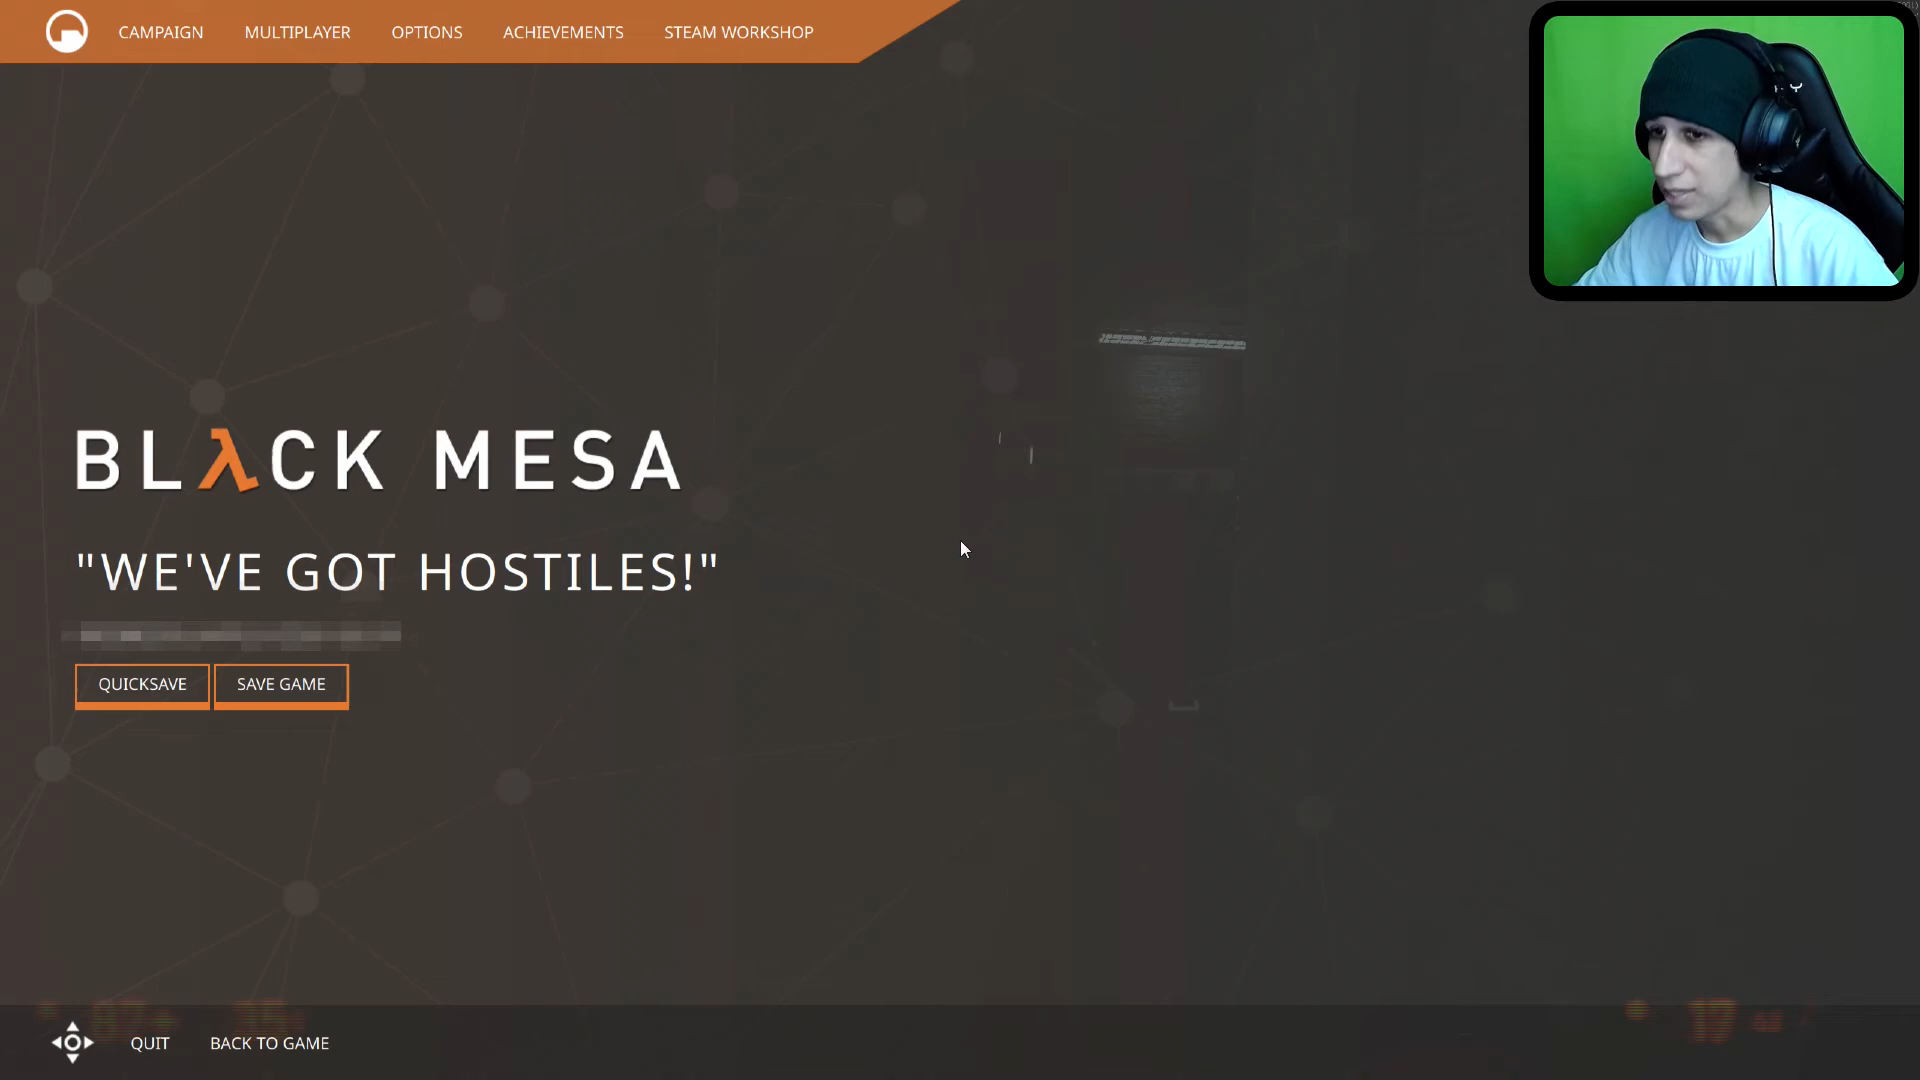 CAMPAIGN MULTIPLAYER OPTIONS ACHIEVEMENTS STEAM WORKSHOP
BLλCK MESA
"WE'VE GOT HOSTILES!"
QUICKSAVE SAVE GAME
QUIT BACK TO GAME